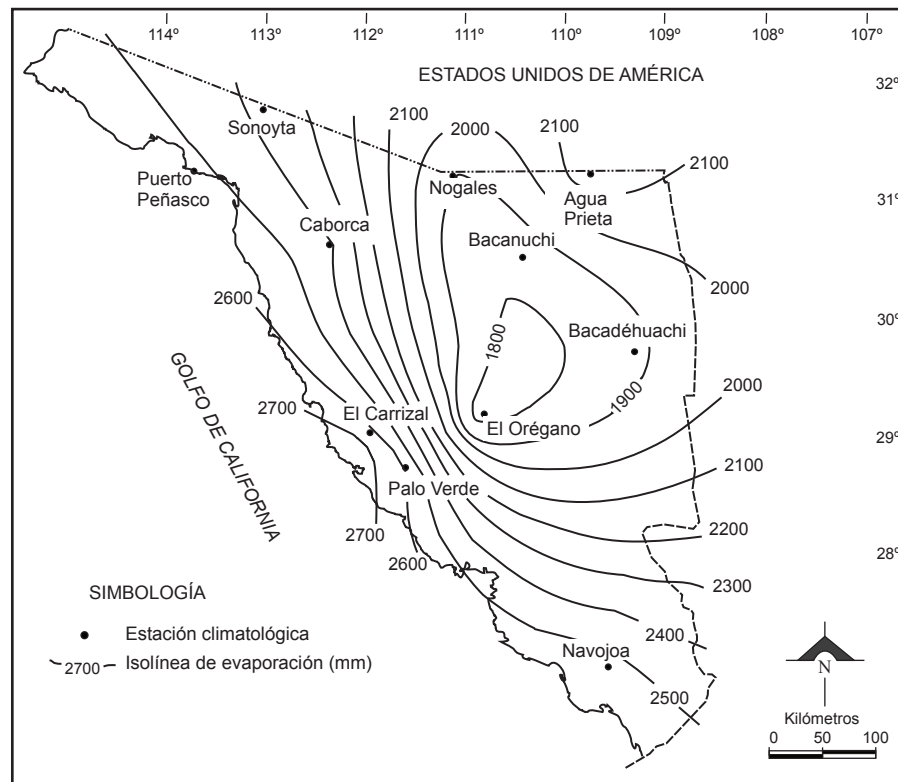 114º 113º 112º 111º 110º 109º 108º 107º
ESTADOS UNIDOS DE AMÉRICA
32º
31º
30º
29º
28º
Sonoyta
2100
2000
2100
2100
Puerto
Peñasco
Nogales
Agua
Prieta
Caborca
Bacanuchi
2000
2600
Bacadéhuachi
1800
1900
2000
GOLFO DE CALIFORNIA
2700
El Carrizal
El Orégano
2100
Palo Verde
2700
2200
2600
2300
2400
Navojoa
2500
SIMBOLOGÍA
Estación climatológica
2700 Isolínea de evaporación (mm)
N
Kilómetros
0 50 100